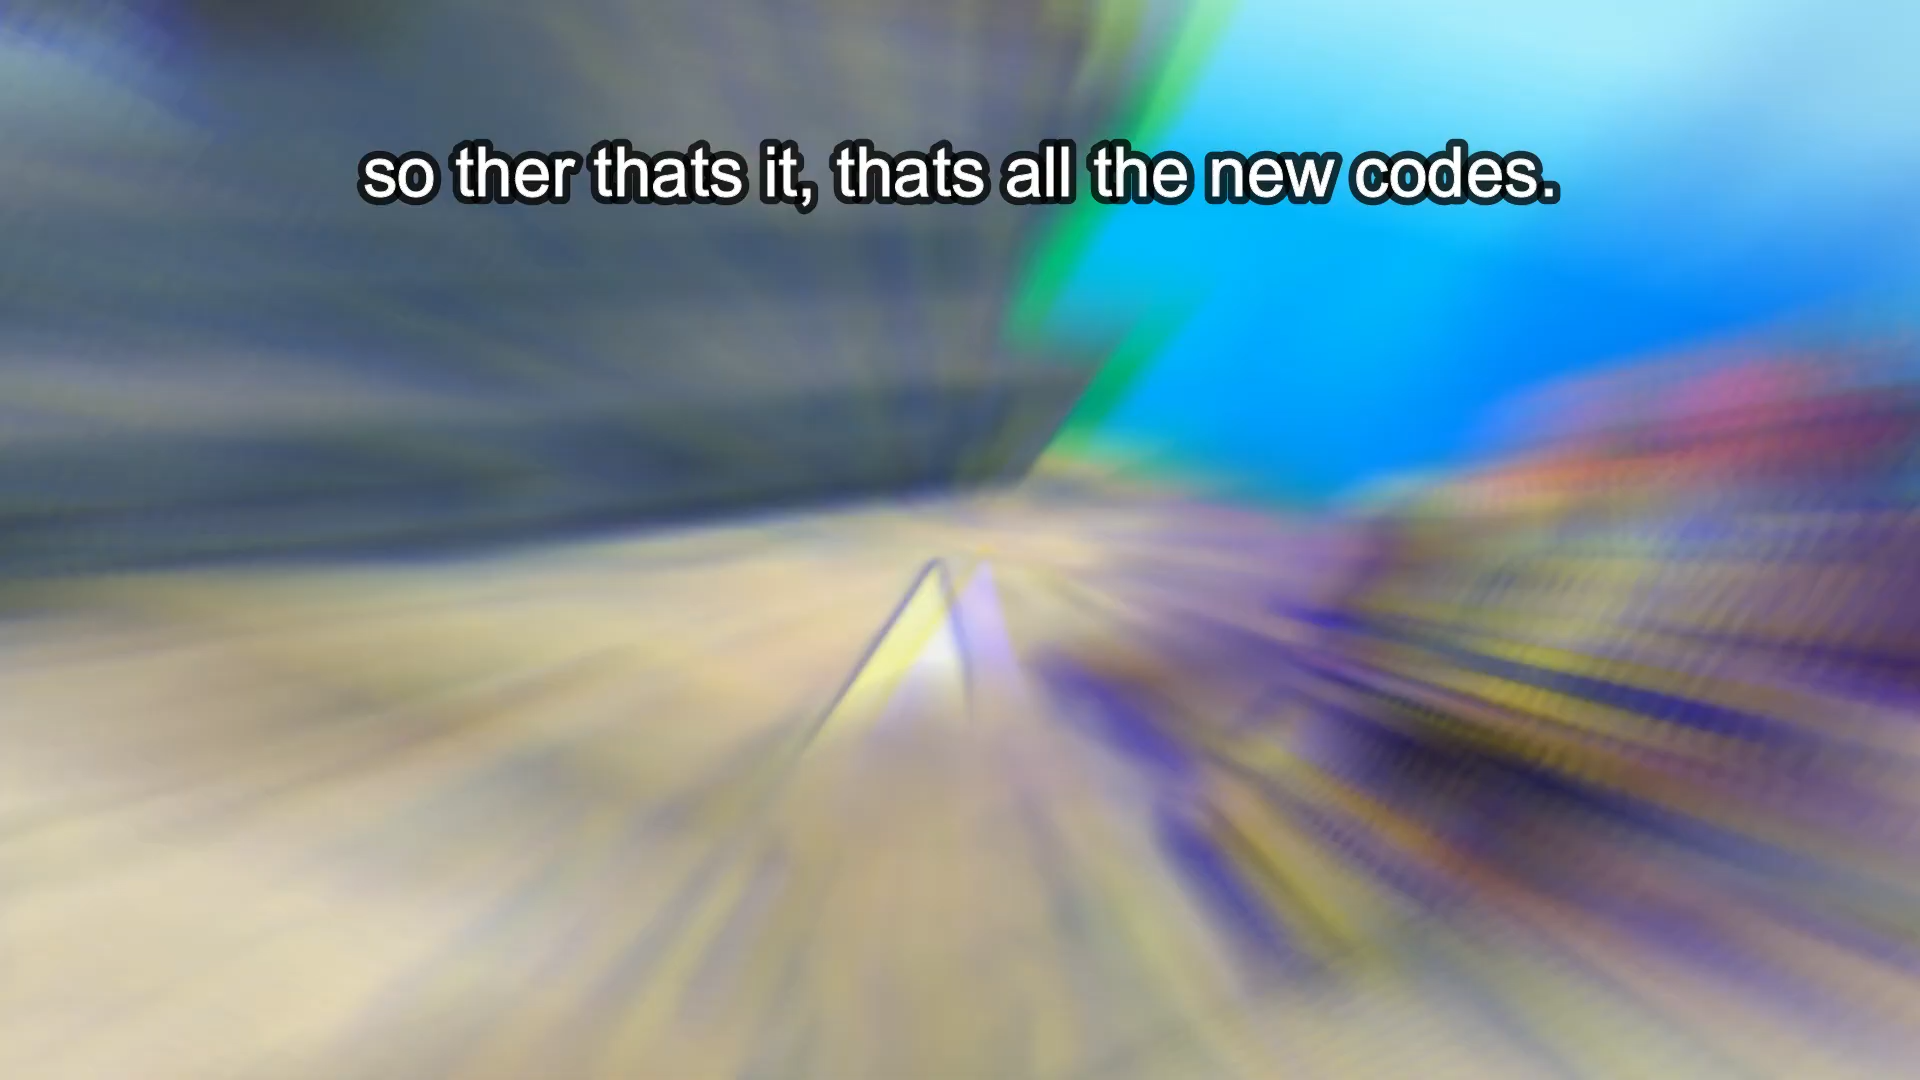 so ther thats it, thats all the new codes.